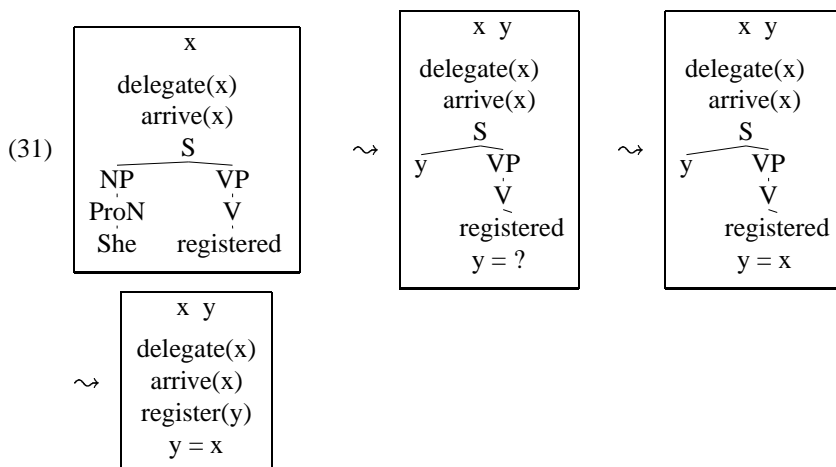 (31)
x
delegate(x)
arrive(x)
S
NP VP
ProN V
She registered
⇝
x y
delegate(x)
arrive(x)
S
y VP
V
registered
y = ?
⇝
x y
delegate(x)
arrive(x)
S
y VP
V
registered
y = x
⇝
x y
delegate(x)
arrive(x)
register(y)
y = x